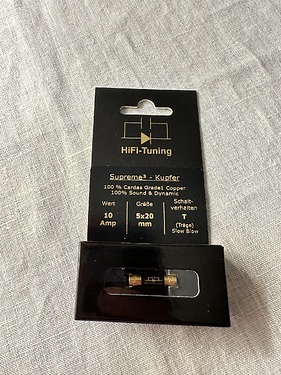 HiFi-Tuning
Supreme³ - Kupfer
100 % Cardas Grade1 Copper
100% Sound & Dynamic
Wert
10
Amp
Größe
5x20
mm
Schalt-
verhalten
T
(Träge)
Slow Blow